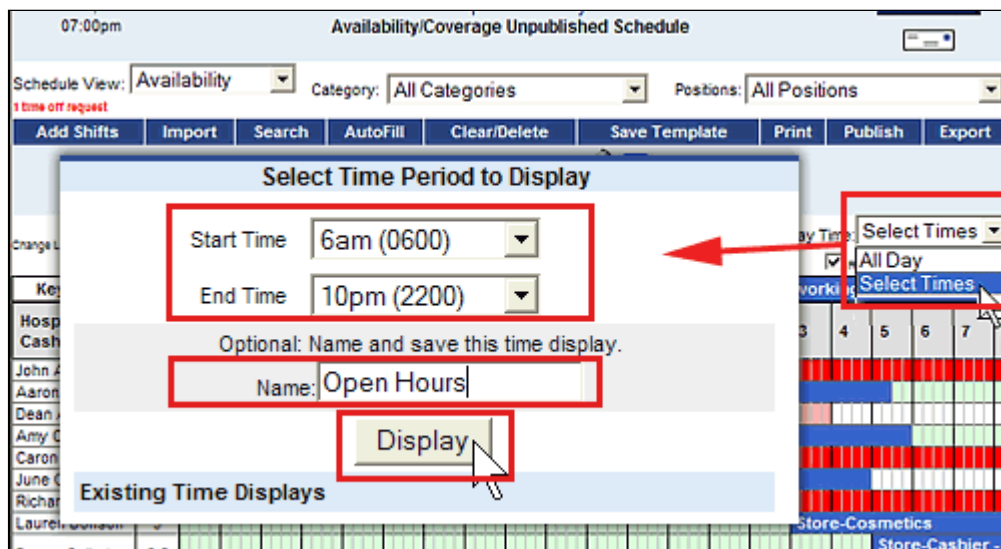 07:00pm
Availability/Coverage Unpublished Schedule
Schedule View: Availability Category: All Categories Positions: All Positions
1 time off request
Add Shifts Import Search AutoFill Clear/Delete Save Template Print Publish Export
Select Time Period to Display
Start Time 6am (0600)
Time: Select Times
All Day
Select Times
End Time 10pm (2200)
Change
Optional: Name and save this time display.
Name: Open Hours
3 4 5 6 7
John
Aaron
Dean
Amy
Display
Caron
June
Existing Time Displays
Store-Cosmetics
Store-Cashier